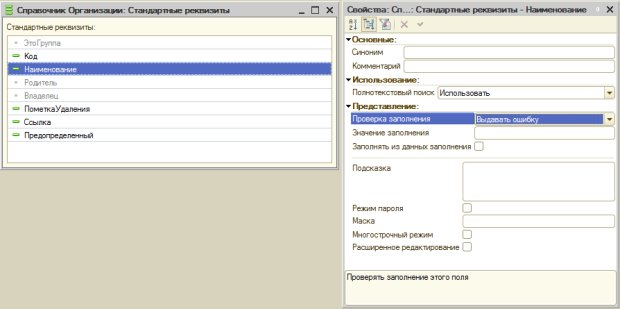 Справочник Организации: Стандартные реквизиты
Стандартные реквизиты:
ЭтоГруппа
Код
Наименование
Родитель
Владелец
ПометкаУдаления
Ссылка
Предопределенный
Свойства: Сп...: Стандартные реквизиты - Наименование
Основные:
Синоним
Комментарий
Использование:
Полнотекстовый поиск Использовать
Представление:
Проверка заполнения Выдавать ошибку
Значение заполнения
Заполнять из данных заполнения
Подсказка
Режим пароля
Маска
Многострочный режим
Расширенное редактирование
Проверять заполнение этого поля